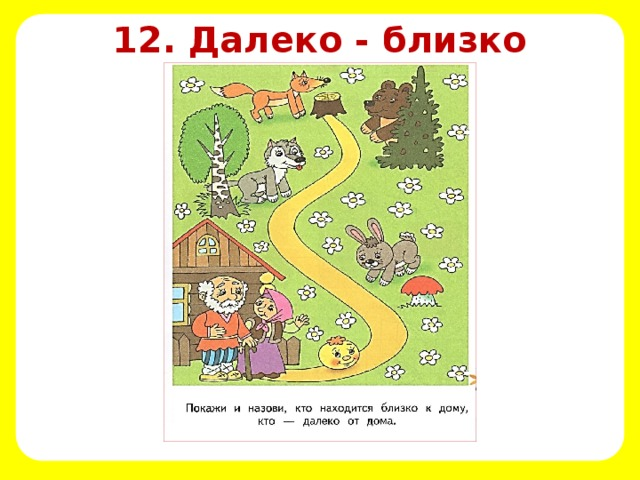 12. Далеко - близко
Покажи и назови, кто находится близко к дому,
кто — далеко от дома.